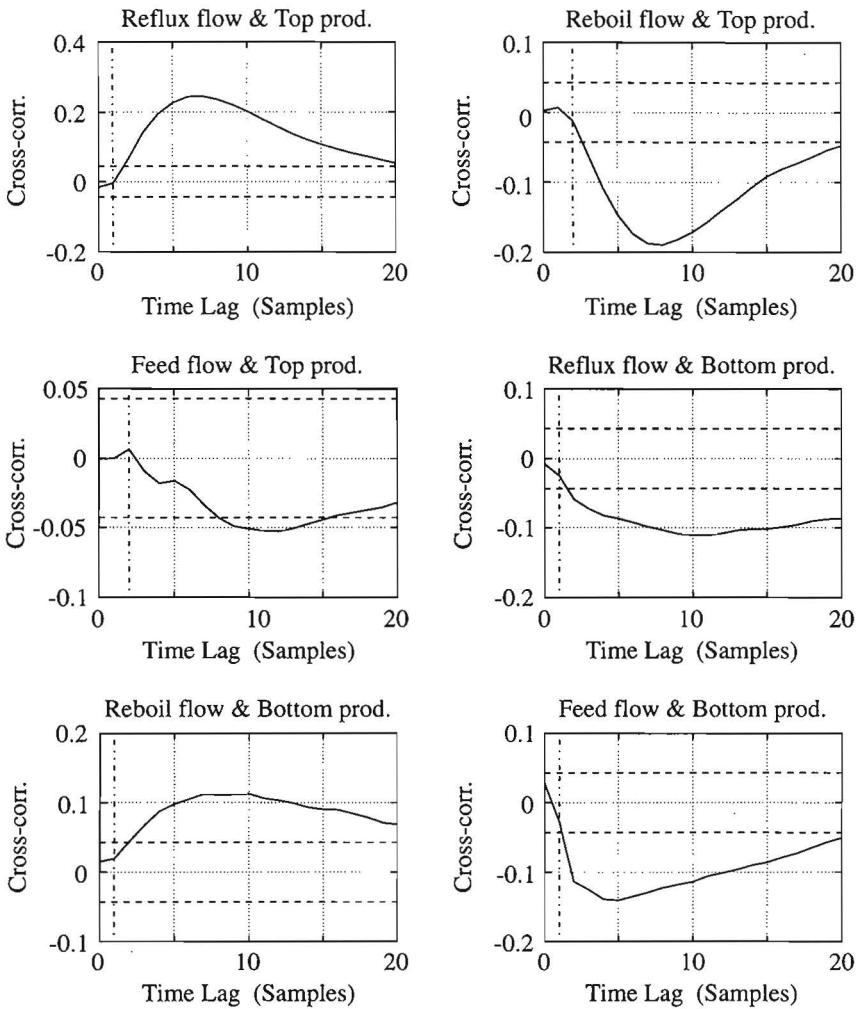 Reflux flow & Top prod.
0.4
0.2
0
-0.2
Cross-corr.
0
10
20
Time Lag (Samples)
Reboil flow & Top prod.
0.1
0
-0.1
-0.2
Cross-corr.
0
10
20
Time Lag (Samples)
Feed flow & Top prod.
0.05
0
-0.05
-0.1
Cross-corr.
0
10
20
Time Lag (Samples)
Reflux flow & Bottom prod.
0.1
0
-0.1
-0.2
Cross-corr.
0
10
20
Time Lag (Samples)
Reboil flow & Bottom prod.
0.2
0.1
0
-0.1
Cross-corr.
0
10
20
Time Lag (Samples)
Feed flow & Bottom prod.
0.1
0
-0.1
-0.2
Cross-corr.
0
10
20
Time Lag (Samples)